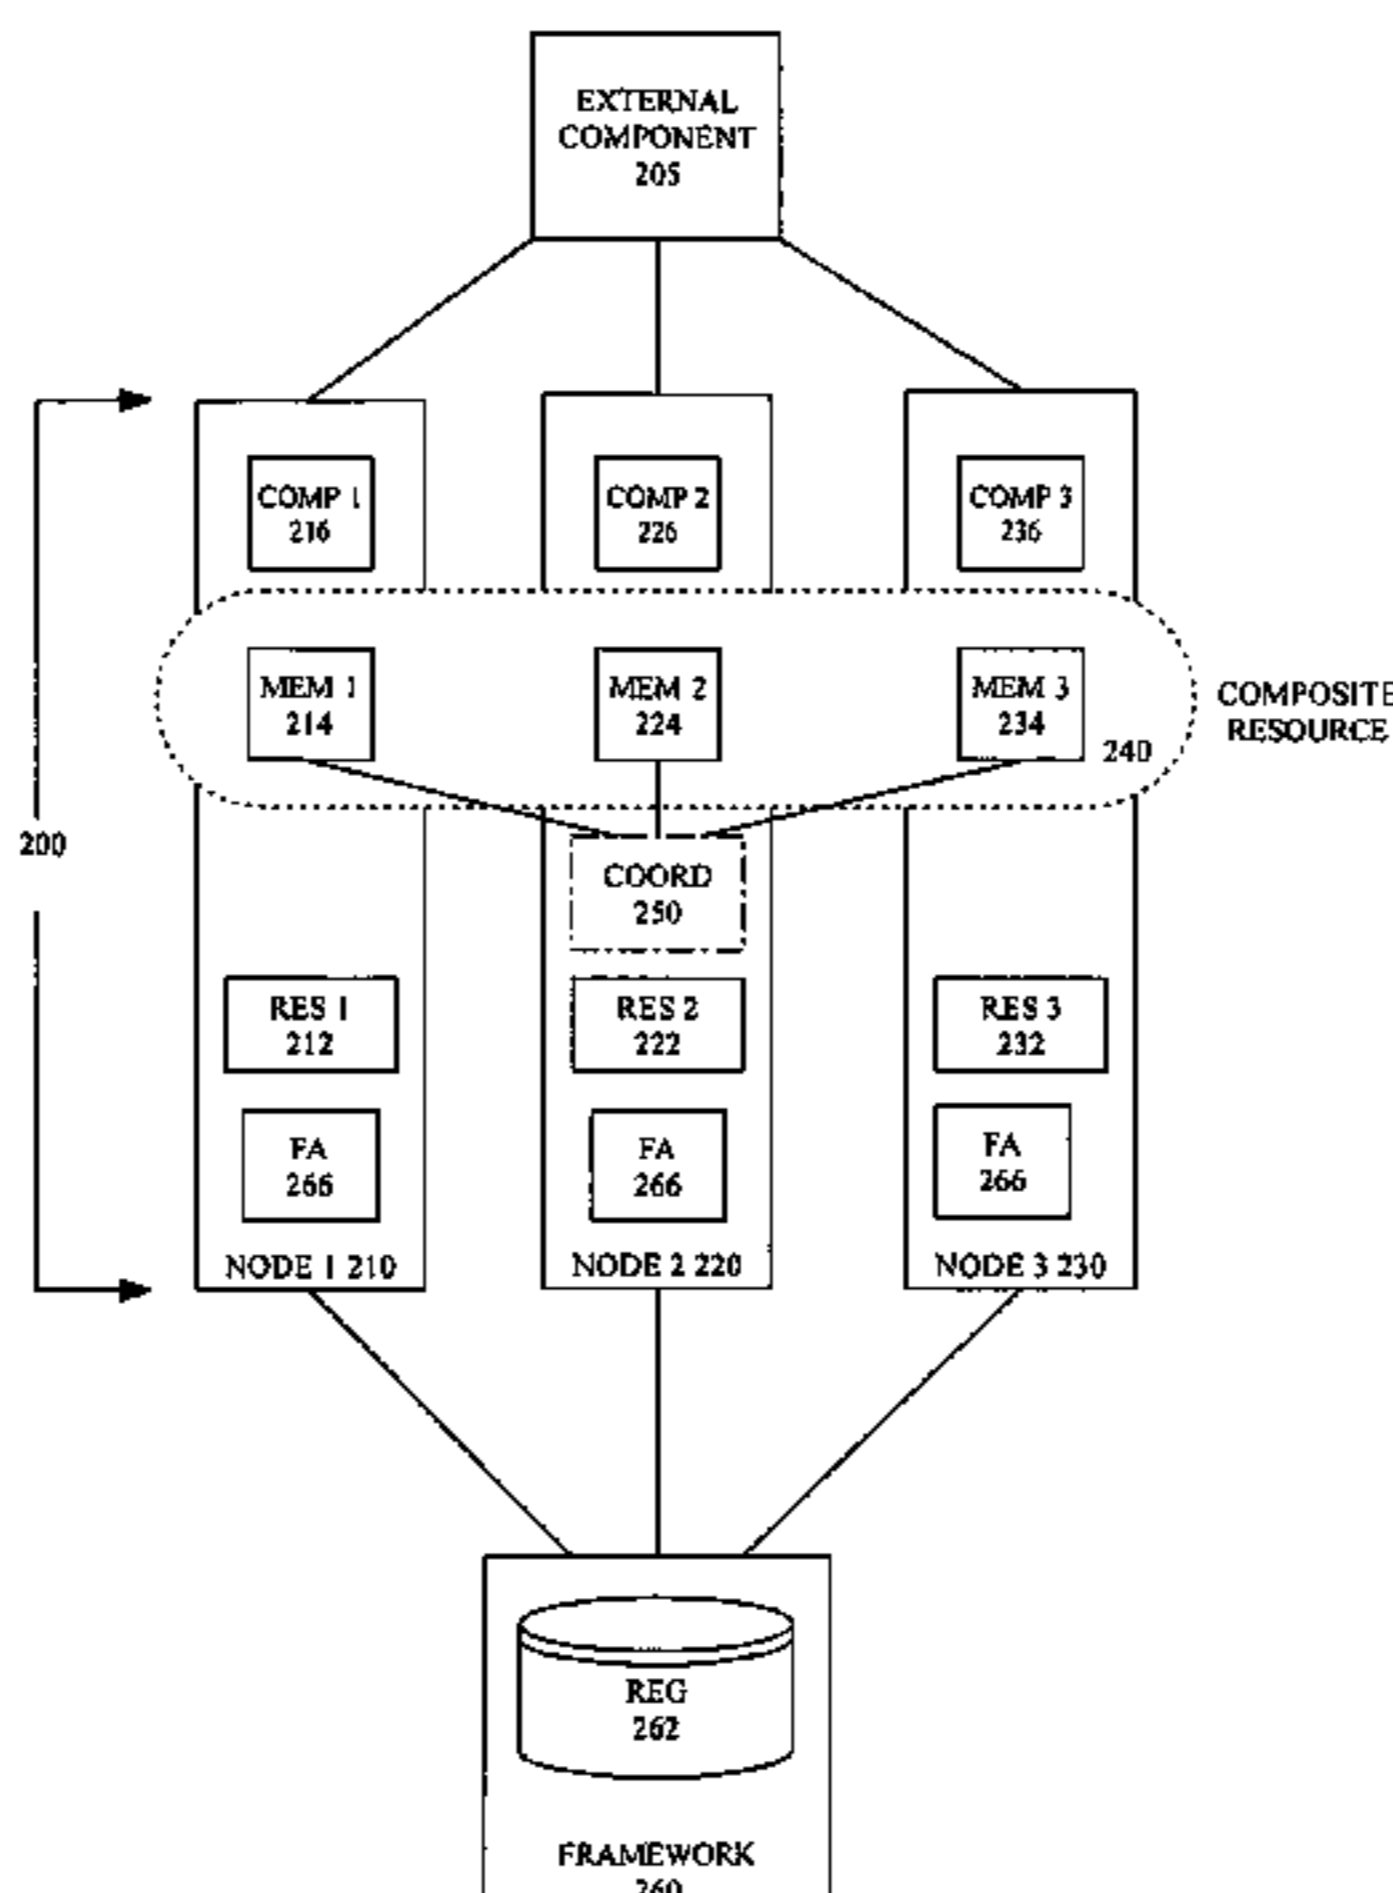 EXTERNAL
COMPONENT
205
COMP 1
216
COMP 2
226
COMP 3
236
MEM 1
214
MEM 2
224
MEM 3
234
240
COMPOSITE
RESOURCE
200
COORD
250
RES 1
212
RES 2
222
RES 3
232
FA
266
FA
266
FA
266
NODE 1 210
NODE 2 220
NODE 3 230
REG
262
FRAMEWORK
260